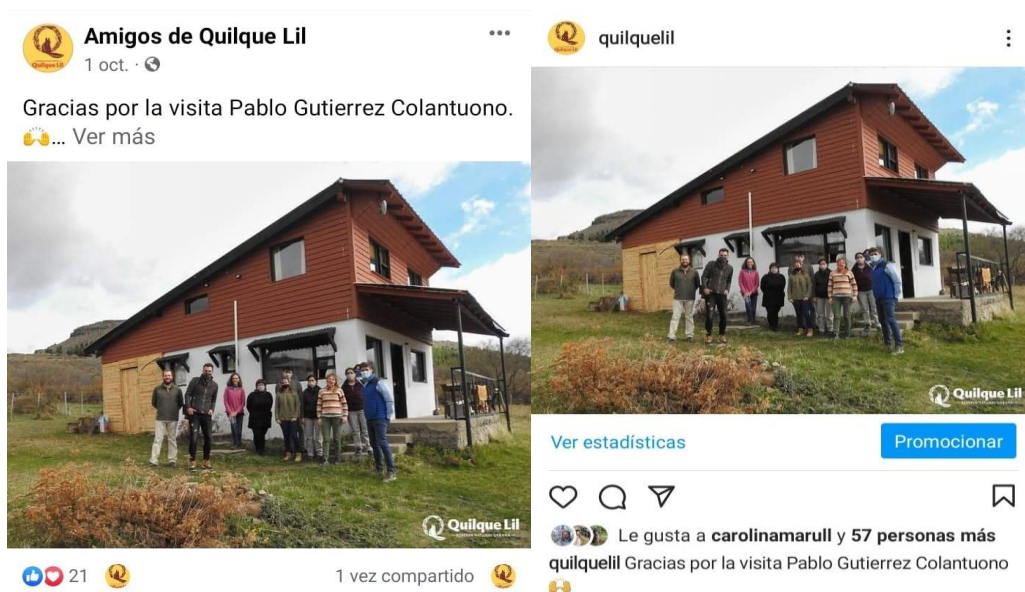 Amigos de Quilque Lil
1 oct. ·
Gracias por la visita Pablo Gutierrez Colantuono.
🙌... Ver más
Quilque Lil
Quilque Lil
21
1 vez compartido
quilquelil
Quilque Lil
Ver estadísticas
Promocionar
Le gusta a carolinamarull y 57 personas más
quilquelil Gracias por la visita Pablo Gutierrez Colantuono
🙌